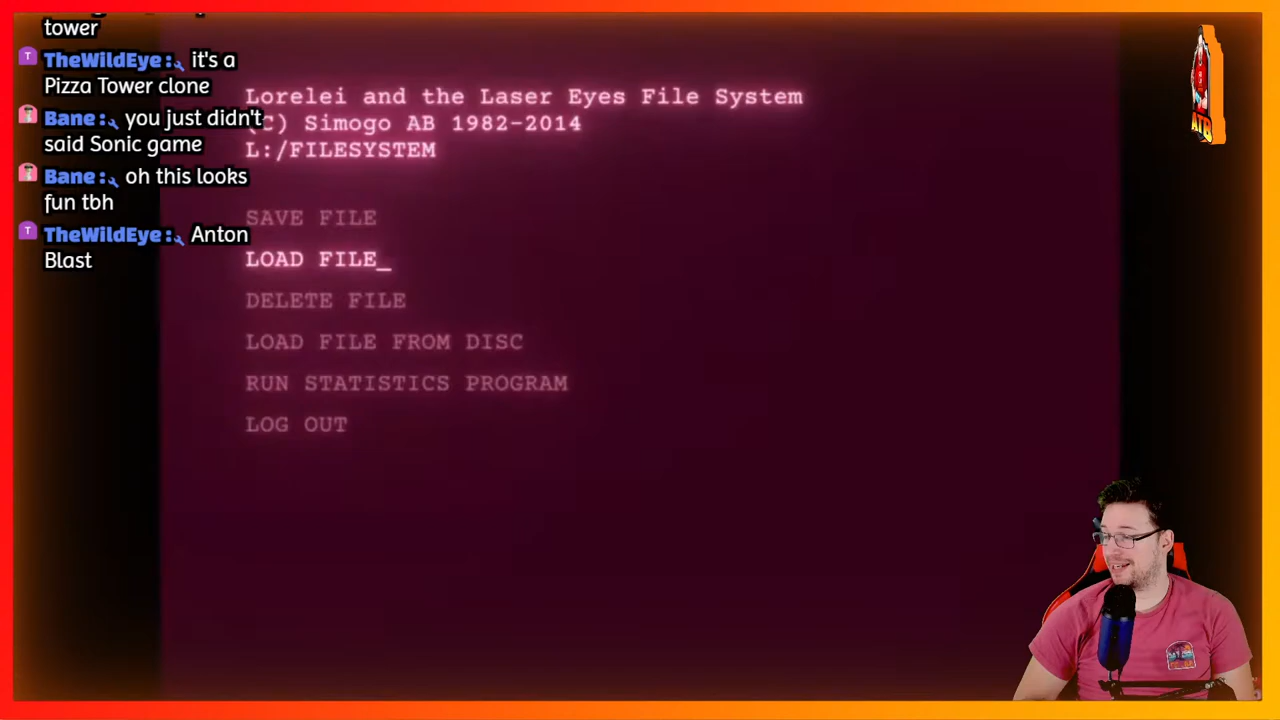 tower
TheWildEye: it's a
Pizza Tower clone
Bane: you just didn't
said Sonic game
Bane: oh this looks
fun tbh
TheWildEye: Anton
Blast
Lorelei and the Laser Eyes File System
(C) Simogo AB 1982-2014
L:/FILESYSTEM
SAVE FILE
LOAD FILE_
DELETE FILE
LOAD FILE FROM DISC
RUN STATISTICS PROGRAM
LOG OUT
ATB